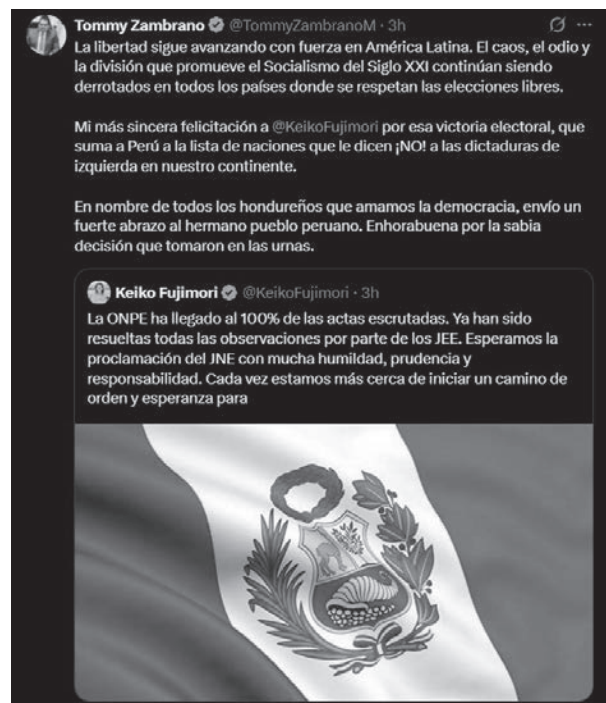 Tommy Zambrano @TommyZambranoM · 3h
La libertad sigue avanzando con fuerza en América Latina. El caos, el odio y
la división que promueve el Socialismo del Siglo XXI continúan siendo
derrotados en todos los países donde se respetan las elecciones libres.
Mi más sincera felicitación a @KeikoFujimori por esa victoria electoral, que
suma a Perú a la lista de naciones que le dicen ¡NO! a las dictaduras de
izquierda en nuestro continente.
En nombre de todos los hondureños que amamos la democracia, envío un
fuerte abrazo al hermano pueblo peruano. Enhorabuena por la sabia
decisión que tomaron en las urnas.
Keiko Fujimori @KeikoFujimori · 3h
La ONPE ha llegado al 100% de las actas escrutadas. Ya han sido
resueltas todas las observaciones por parte de los JEE. Esperamos la
proclamación del JNE con mucha humildad, prudencia y
responsabilidad. Cada vez estamos más cerca de iniciar un camino de
orden y esperanza para